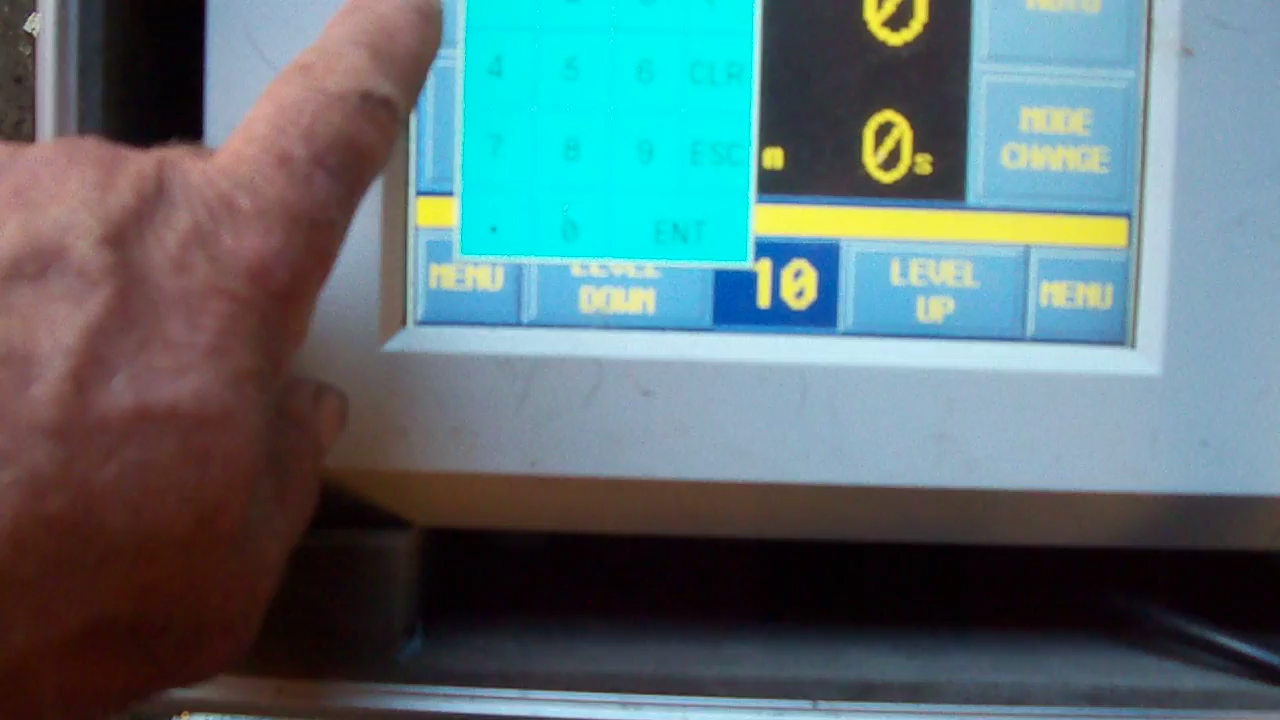 0
AUTO
4 5 6 CLR
7 8 9 ESC
m 0s
MODE
CHANGE
. 0 ENT
MENU
LEVEL
DOWN
10
LEVEL
UP
MENU